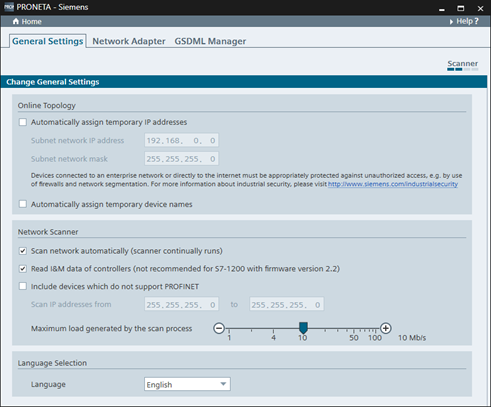 PRONETA - Siemens
Home
Help ?
General Settings Network Adapter GSDML Manager
Scanner
Change General Settings
Online Topology
Automatically assign temporary IP addresses
Subnet network IP address 192.168. 0. 0
Subnet network mask 255.255.255. 0
Devices connected to an enterprise network or directly to the internet must be appropriately protected against unauthorized access, e.g. by use
of firewalls and network segmentation. For more information about industrial security, please visit http://www.siemens.com/industrialsecurity
Automatically assign temporary device names
Network Scanner
Scan network automatically (scanner continually runs)
Read I&M data of controllers (not recommended for S7-1200 with firmware version 2.2)
Include devices which do not support PROFINET
Scan IP addresses from 255.255.255. 0 to 255.255.255. 0
Maximum load generated by the scan process
1 4 10 50 100 10 Mb/s
Language Selection
Language English